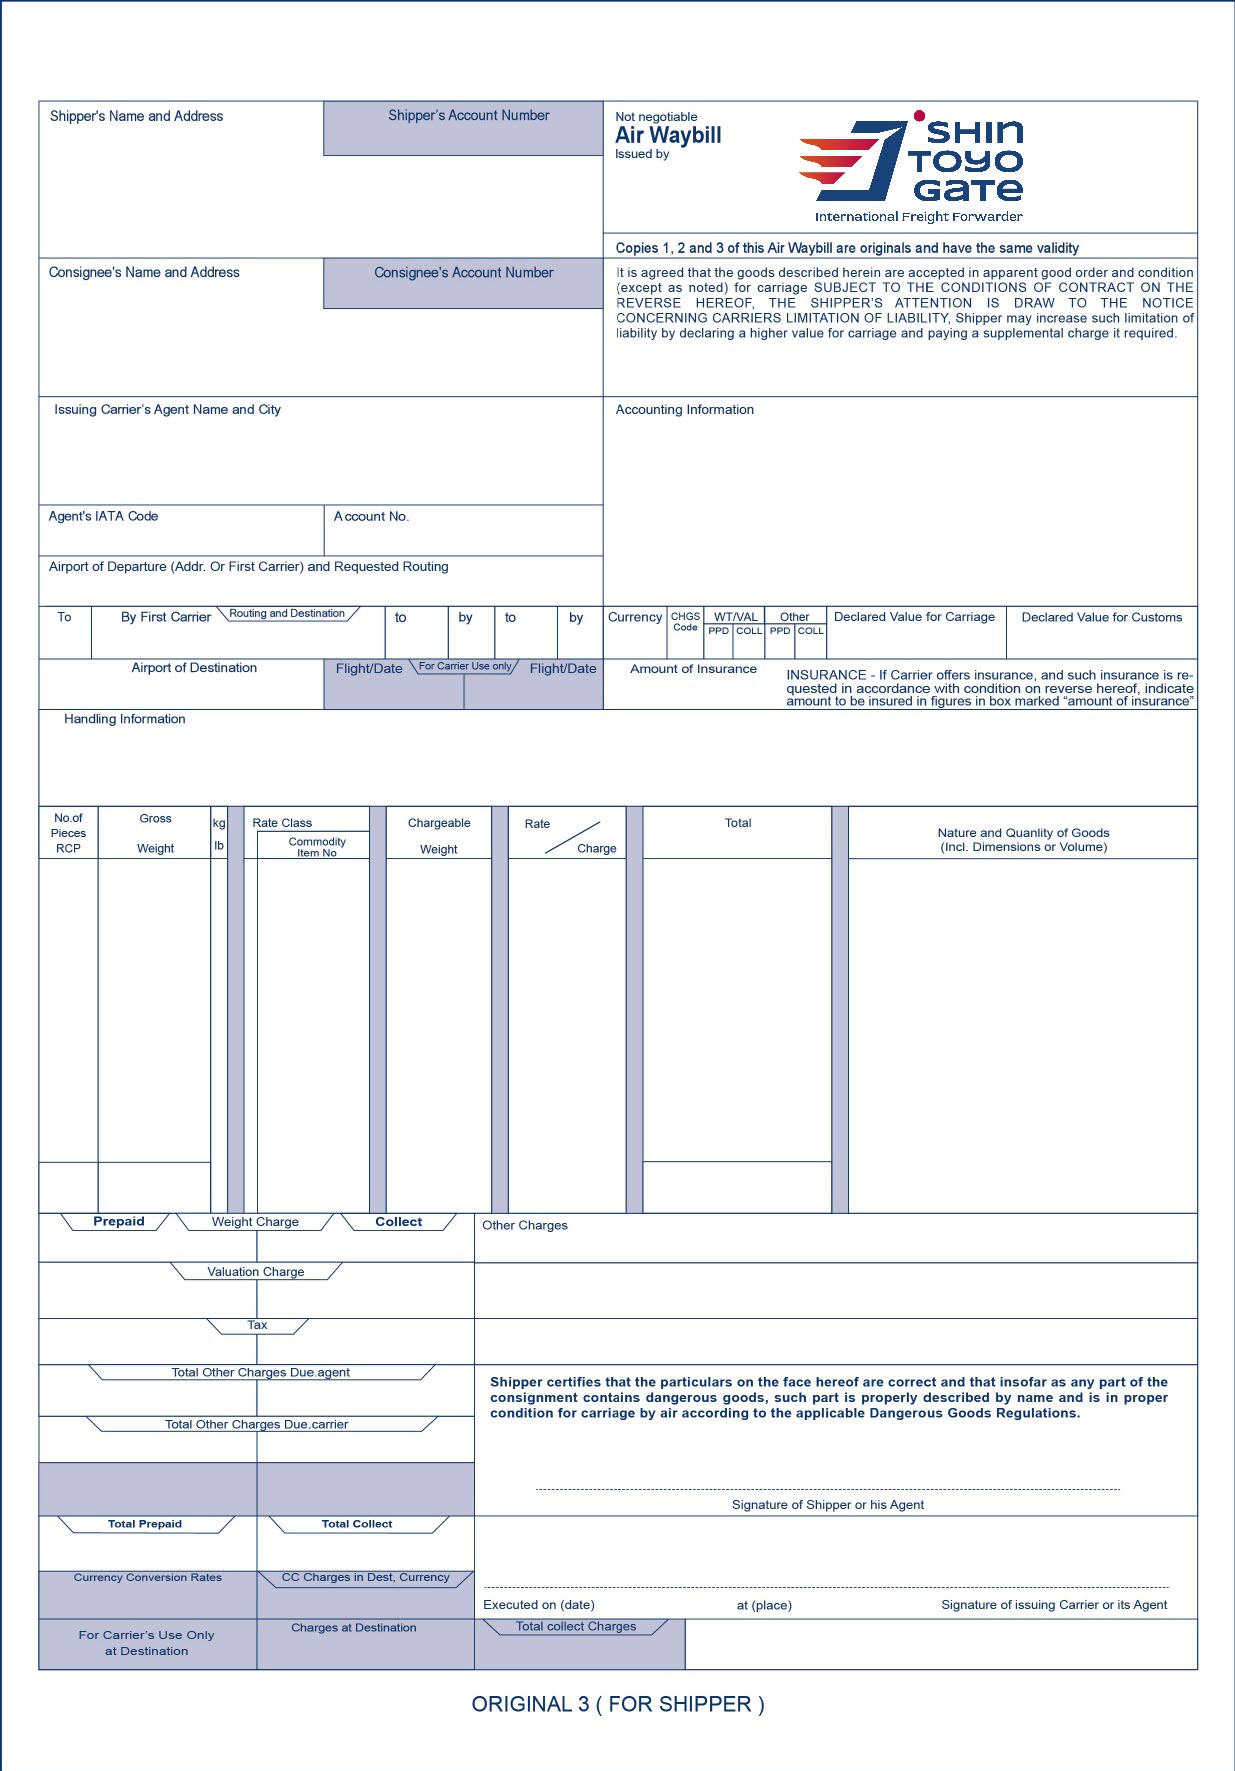 Shipper's Name and Address
Shipper's Account Number
Not negotiable
Air Waybill
Issued by
SHIN
TOYO
GATE
International Freight Forwarder
Copies 1, 2 and 3 of this Air Waybill are originals and have the same validity
Consignee's Name and Address
Consignee's Account Number
It is agreed that the goods described herein are accepted in apparent good order and condition
(except as noted) for carriage SUBJECT TO THE CONDITIONS OF CONTRACT ON THE
REVERSE HEREOF, THE SHIPPER'S ATTENTION IS DRAW TO THE NOTICE
CONCERNING CARRIERS LIMITATION OF LIABILITY, Shipper may increase such limitation of
liability by declaring a higher value for carriage and paying a supplemental charge it required.
Issuing Carrier's Agent Name and City
Accounting Information
Agent's IATA Code
Account No.
Airport of Departure (Addr. Or First Carrier) and Requested Routing
To
By First Carrier
Routing and Destination
to
by
to
by
Currency
CHGS
Code
WT/VAL
PPD
COLL
Other
PPD
COLL
Declared Value for Carriage
Declared Value for Customs
Airport of Destination
Flight/Date
For Carrier Use only
Flight/Date
Amount of Insurance
INSURANCE - If Carrier offers insurance, and such insurance is re-
quested in accordance with condition on reverse hereof, indicate
amount to be insured in figures in box marked “amount of insurance”
Handling Information
No.of
Pieces
RCP
Gross
Weight
kg
lb
Rate Class
Commodity
Item No
Chargeable
Weight
Rate
Charge
Total
Nature and Quanlity of Goods
(Incl. Dimensions or Volume)
Prepaid
Weight Charge
Collect
Other Charges
Valuation Charge
Tax
Total Other Charges Due.agent
Shipper certifies that the particulars on the face hereof are correct and that insofar as any part of the
consignment contains dangerous goods, such part is properly described by name and is in proper
condition for carriage by air according to the applicable Dangerous Goods Regulations.
Total Other Charges Due.carrier
Signature of Shipper or his Agent
Total Prepaid
Total Collect
Currency Conversion Rates
CC Charges in Dest, Currency
Executed on (date)
at (place)
Signature of issuing Carrier or its Agent
For Carrier's Use Only
at Destination
Charges at Destination
Total collect Charges
ORIGINAL 3 ( FOR SHIPPER )